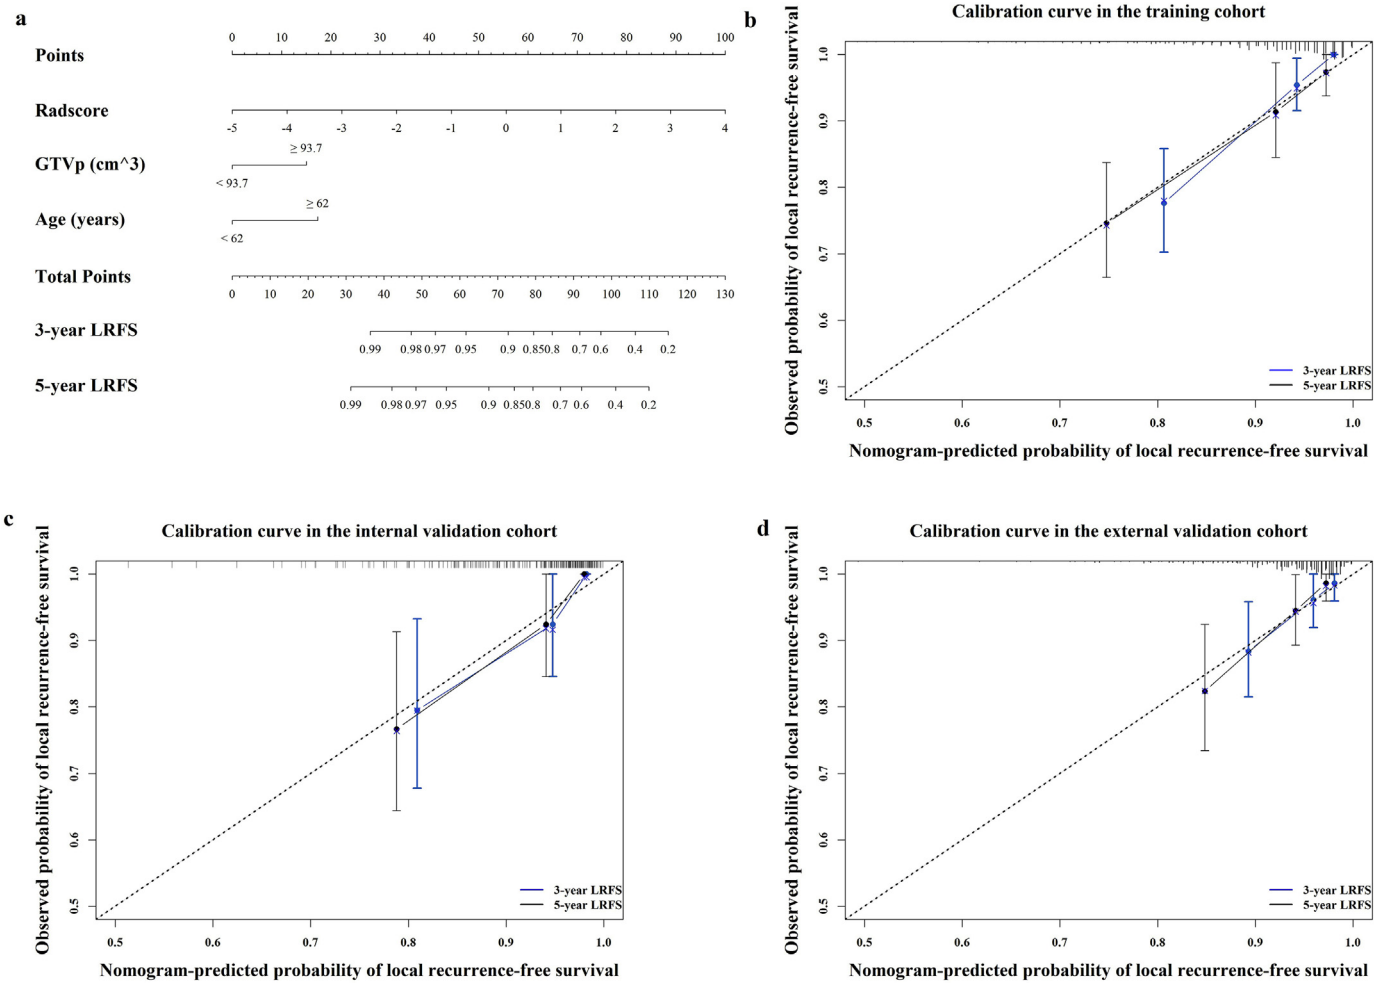 a
Points
0 10 20 30 40 50 60 70 80 90 100
Radscore
-5 -4 -3 -2 -1 0 1 2 3 4
GTVp (cm^3)
≥ 93.7
< 93.7
Age (years)
≥ 62
< 62
Total Points
0 10 20 30 40 50 60 70 80 90 100 110 120 130
3-year LRFS
0.99 0.98 0.97 0.95 0.9 0.85 0.8 0.7 0.6 0.4 0.2
5-year LRFS
0.99 0.98 0.97 0.95 0.9 0.85 0.8 0.7 0.6 0.4 0.2
b
Calibration curve in the training cohort
Observed probability of local recurrence-free survival
1.0
0.9
0.8
0.7
0.6
0.5
3-year LRFS
5-year LRFS
0.5 0.6 0.7 0.8 0.9 1.0
Nomogram-predicted probability of local recurrence-free survival
c
Calibration curve in the internal validation cohort
Observed probability of local recurrence-free survival
1.0
0.9
0.8
0.7
0.6
0.5
3-year LRFS
5-year LRFS
0.5 0.6 0.7 0.8 0.9 1.0
Nomogram-predicted probability of local recurrence-free survival
d
Calibration curve in the external validation cohort
Observed probability of local recurrence-free survival
1.0
0.9
0.8
0.7
0.6
0.5
3-year LRFS
5-year LRFS
0.5 0.6 0.7 0.8 0.9 1.0
Nomogram-predicted probability of local recurrence-free survival